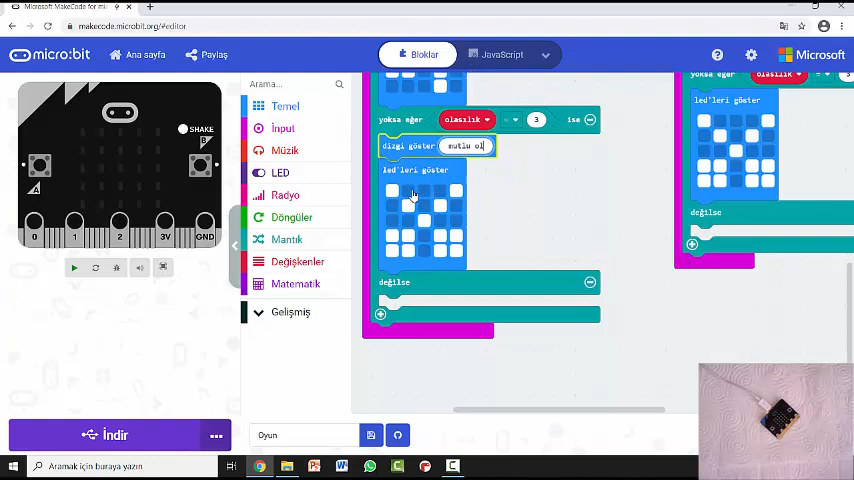 Microsoft MakeCode for mic
makecode.microbit.org/#editor
micro:bit
Ana sayfa
Paylaş
Bloklar
JavaScript
Microsoft
SHAKE
B
A
0 1 2 3V GND
Arama...
Temel
İnput
Müzik
LED
Radyo
Döngüler
Mantık
Değişkenler
Matematik
Gelişmiş
yoksa eğer olasılık = 3 ise
dizgi göster mutlu ol
led'leri göster
değilse
yoksa eğer olasılık = 3
led'leri göster
değilse
İndir
Oyun
Aramak için buraya yazın